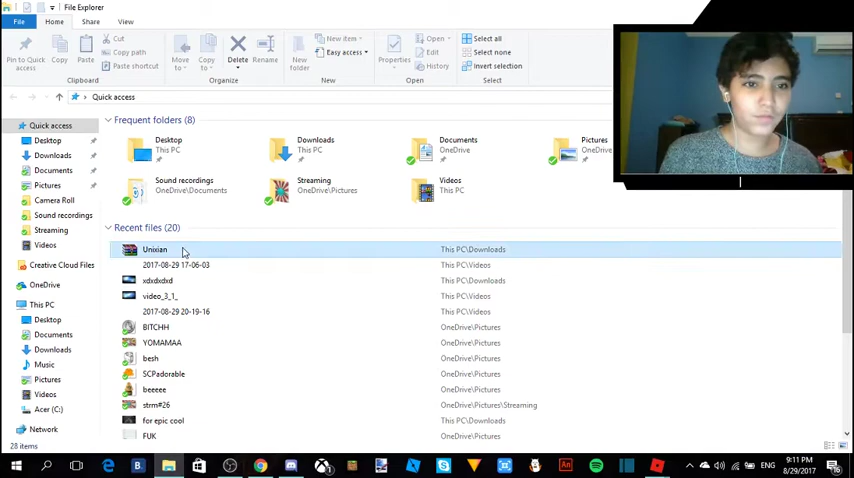 File Explorer
File Home Share View
Pin to Quick access
Copy
Paste
Cut
Copy path
Paste shortcut
Clipboard
Move to
Copy to
Delete
Rename
Organize
New folder
New item
Easy access
New
Properties
Open
Edit
History
Open
Select all
Select none
Invert selection
Select
Quick access
Quick access
Desktop
Downloads
Documents
Pictures
Camera Roll
Sound recordings
Streaming
Videos
Creative Cloud Files
OneDrive
This PC
Desktop
Documents
Downloads
Music
Pictures
Videos
Acer (C:)
Network
Frequent folders (8)
Desktop
This PC
Downloads
This PC
Documents
OneDrive
Pictures
OneDrive
Sound recordings
OneDrive\Documents
Streaming
OneDrive\Pictures
Videos
This PC
Recent files (20)
Unixian This PC\Downloads
2017-08-29 17-06-03 This PC\Videos
xdxdxdxd This PC\Videos
video_3_1_ This PC\Videos
2017-08-29 20-19-16 This PC\Videos
BITCHH OneDrive\Pictures
YOMAMAA OneDrive\Pictures
besh OneDrive\Pictures
SCPadorable OneDrive\Pictures
beeeee OneDrive\Pictures
strm#26 OneDrive\Pictures\Streaming
for epic cool This PC\Downloads
FUK OneDrive\Pictures
28 items
ENG
9:11 PM
8/29/2017